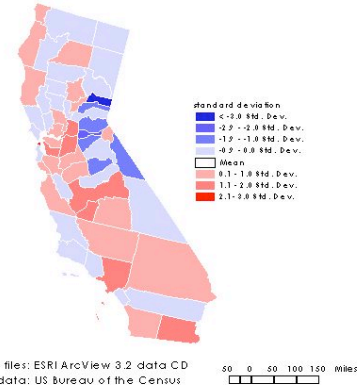 standard deviation
< -3.0 Std. Dev.
-2.9 - -2.0 Std. Dev.
-1.9 - -1.0 Std. Dev.
-0.9 - 0.0 Std. Dev.
Mean
0.1 - 1.0 Std. Dev.
1.1 - 2.0 Std. Dev.
2.1 - 3.0 Std. Dev.
files: ESRI ArcView 3.2 data CD
data: US Bureau of the Census
50 0 50 100 150 Miles